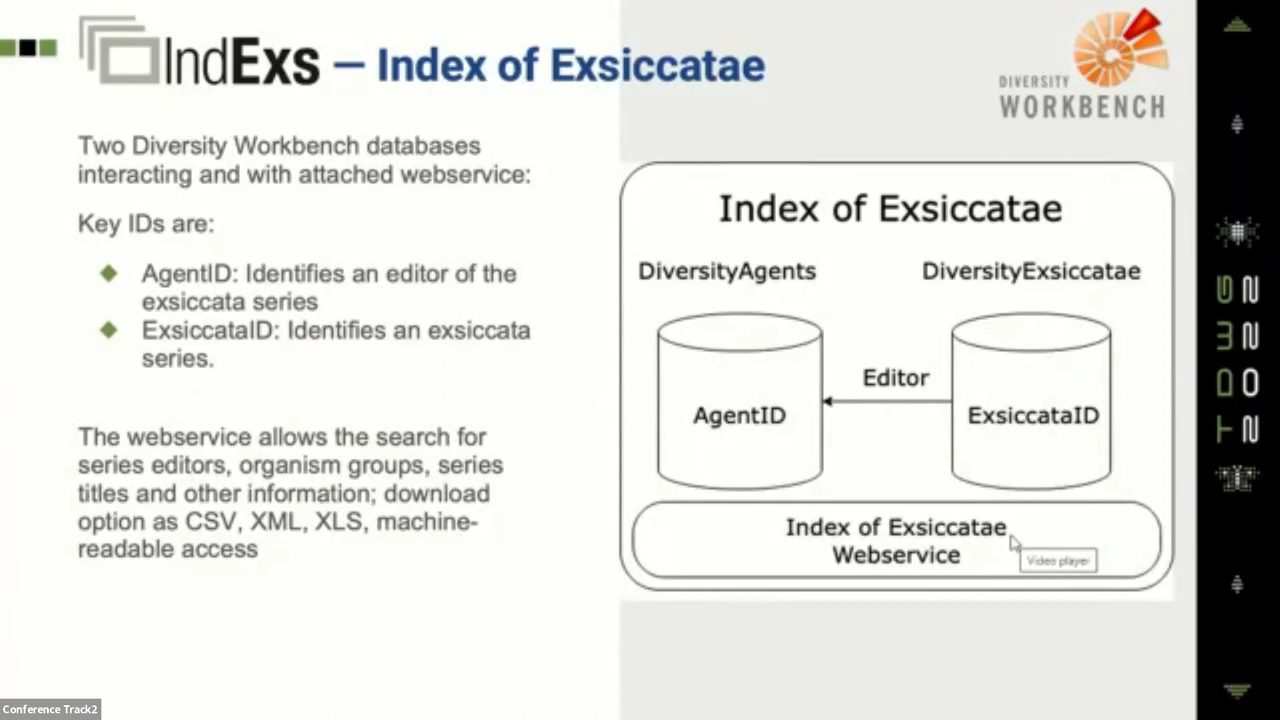 IndExs – Index of Exsiccatae
DIVERSITY
WORKBENCH
Two Diversity Workbench databases
interacting and with attached webservice:
Key IDs are:
AgentID: Identifies an editor of the
exsiccata series
ExsiccataID: Identifies an exsiccata
series.
The webservice allows the search for
series editors, organism groups, series
titles and other information; download
option as CSV, XML, XLS, machine-
readable access
Index of Exsiccatae
DiversityAgents
DiversityExsiccatae
Editor
AgentID
ExsiccataID
Index of Exsiccatae
Webservice
Video player
TDWG
2023
Conference Track2